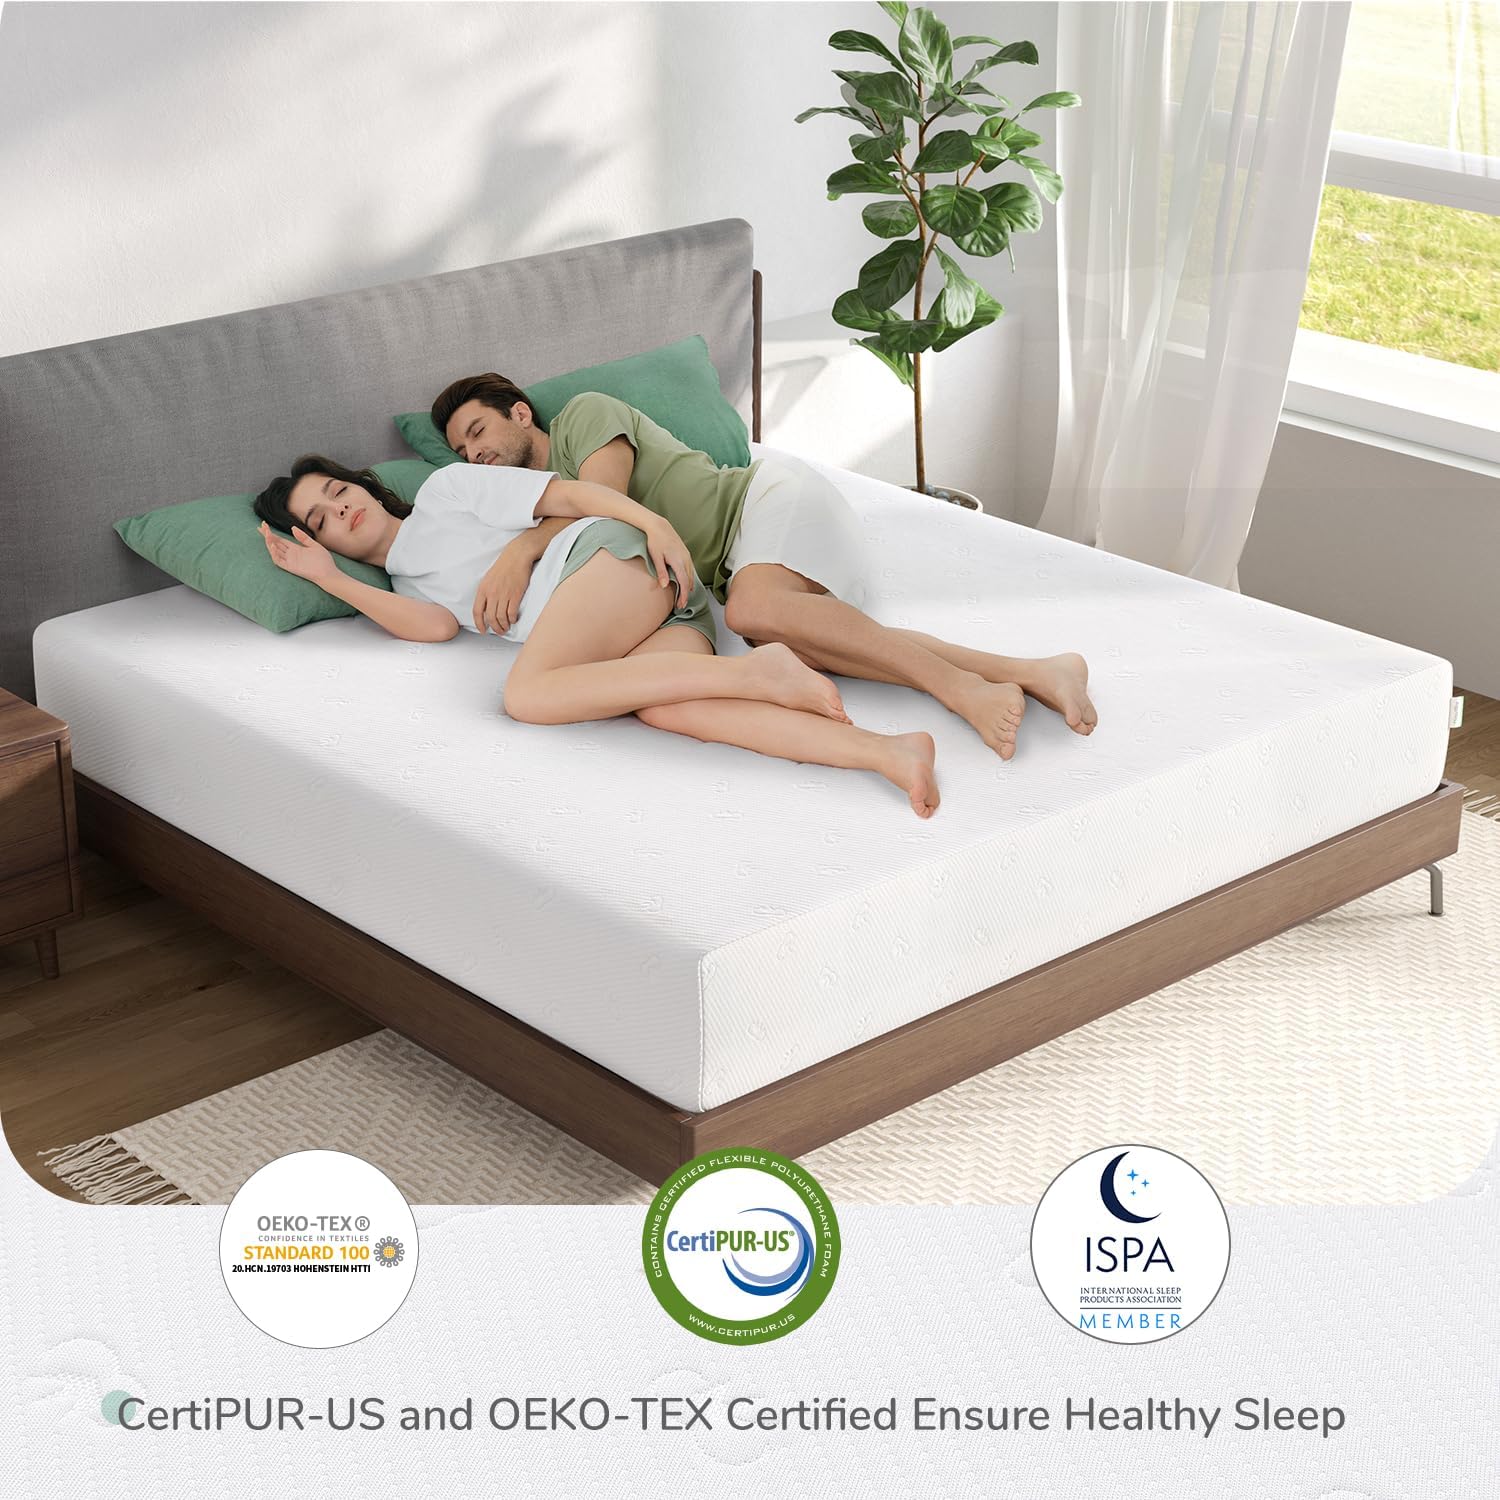 OEKO-TEX®
CONFIDENCE IN TEXTILES
STANDARD 100
20.HCN.19703 HOHENSTEIN HTTI
CONTAINS CERTIFIED FLEXIBLE POLYURETHANE FOAM
CertiPUR-US®
WWW.CERTIPUR.US
ISPA
INTERNATIONAL SLEEP
PRODUCTS ASSOCIATION
MEMBER
CertiPUR-US and OEKO-TEX Certified Ensure Healthy Sleep